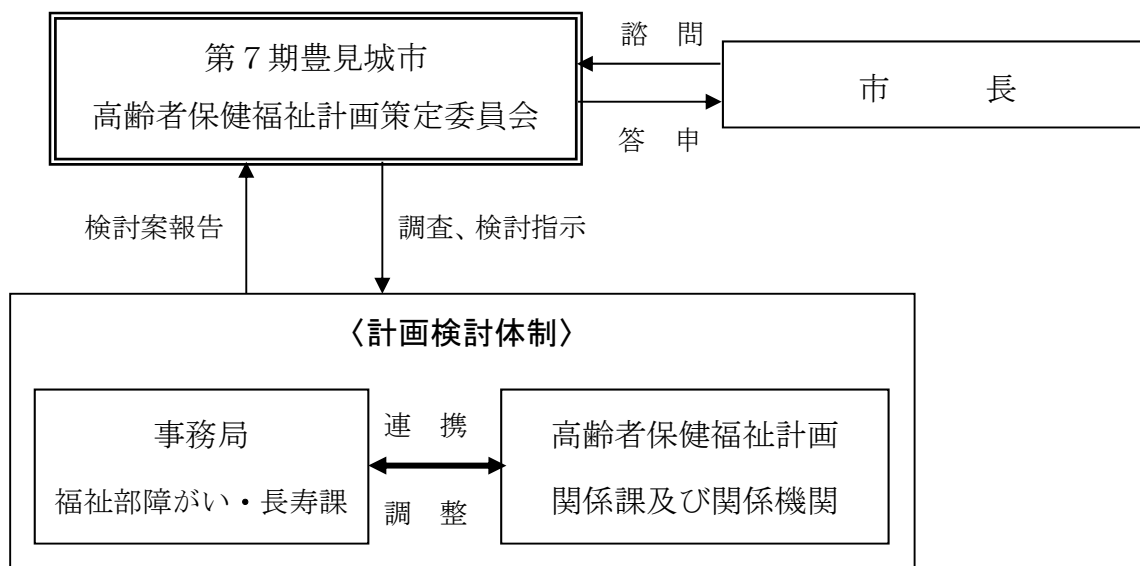 第７期豊見城市
高齢者保健福祉計画策定委員会
諮　問
答　申
市　　　長
検討案報告
調査、検討指示
〈計画検討体制〉
事務局
福祉部障がい・長寿課
連　携
調　整
高齢者保健福祉計画
関係課及び関係機関